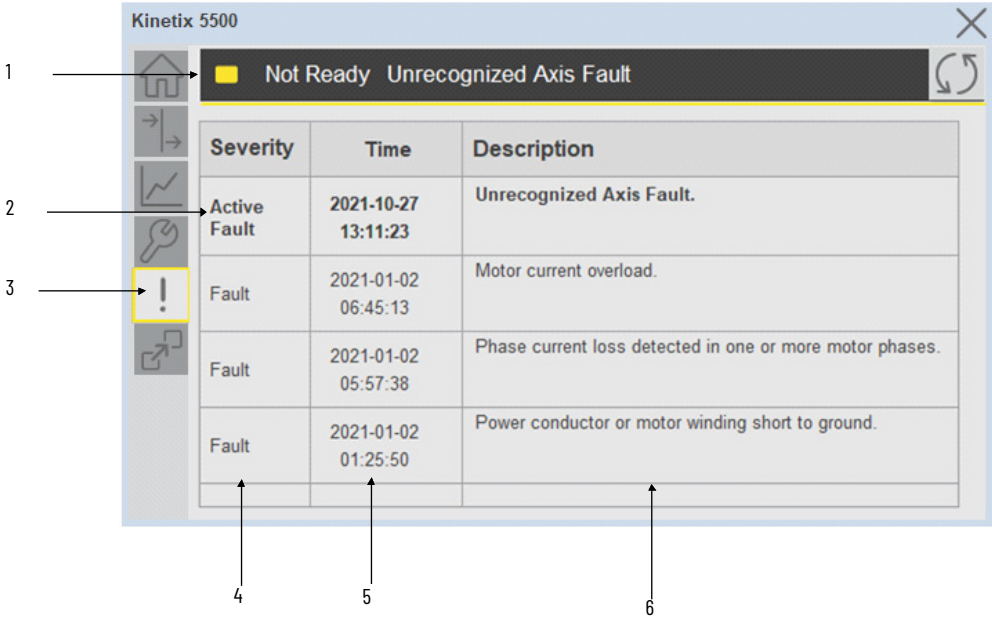 Kinetix 5500
1
Not Ready Unrecognized Axis Fault
Severity
Time
Description
2
Active
Fault
2021-10-27
13:11:23
Unrecognized Axis Fault.
3
Fault
2021-01-02
06:45:13
Motor current overload.
Fault
2021-01-02
05:57:38
Phase current loss detected in one or more motor phases.
Fault
2021-01-02
01:25:50
Power conductor or motor winding short to ground.
4
5
6